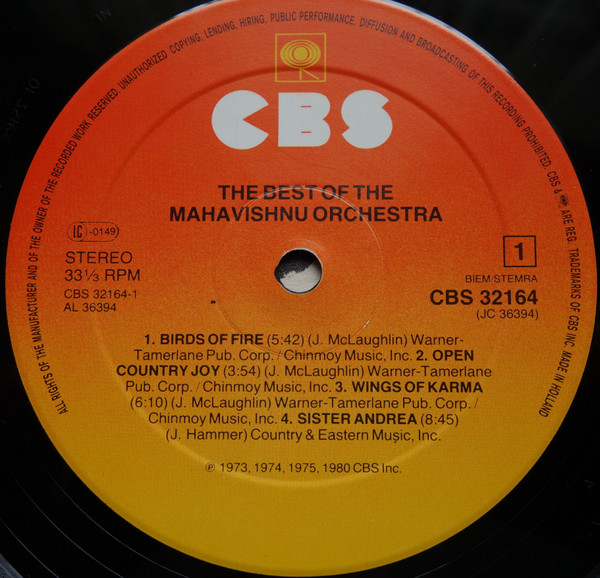 ALL RIGHTS OF THE MANUFACTURER AND OF THE OWNER OF THE RECORDED WORK RESERVED. UNAUTHORIZED COPYING, LENDING, HIRING, PUBLIC PERFORMANCE, DIFFUSION AND BROADCASTING OF THIS RECORDING PROHIBITED. CBS & ARE REG. TRADEMARKS OF CBS INC. MADE IN HOLLAND
CBS
THE BEST OF THE
MAHAVISHNU ORCHESTRA
LC -0149
STEREO
33⅓ RPM
CBS 32164-1
AL 36394
1
BIEM/STEMRA
CBS 32164
(JC 36394)
1. BIRDS OF FIRE (5:42) (J. McLaughlin) Warner-
Tamerlane Pub. Corp. / Chinmoy Music, Inc. 2. OPEN
COUNTRY JOY (3:54) (J. McLaughlin) Warner-Tamerlane
Pub. Corp. / Chinmoy Music, Inc. 3. WINGS OF KARMA
(6:10) (J. McLaughlin) Warner-Tamerlane Pub. Corp. /
Chinmoy Music, Inc. 4. SISTER ANDREA (8:45)
(J. Hammer) Country & Eastern Music, Inc.
℗ 1973, 1974, 1975, 1980 CBS Inc.